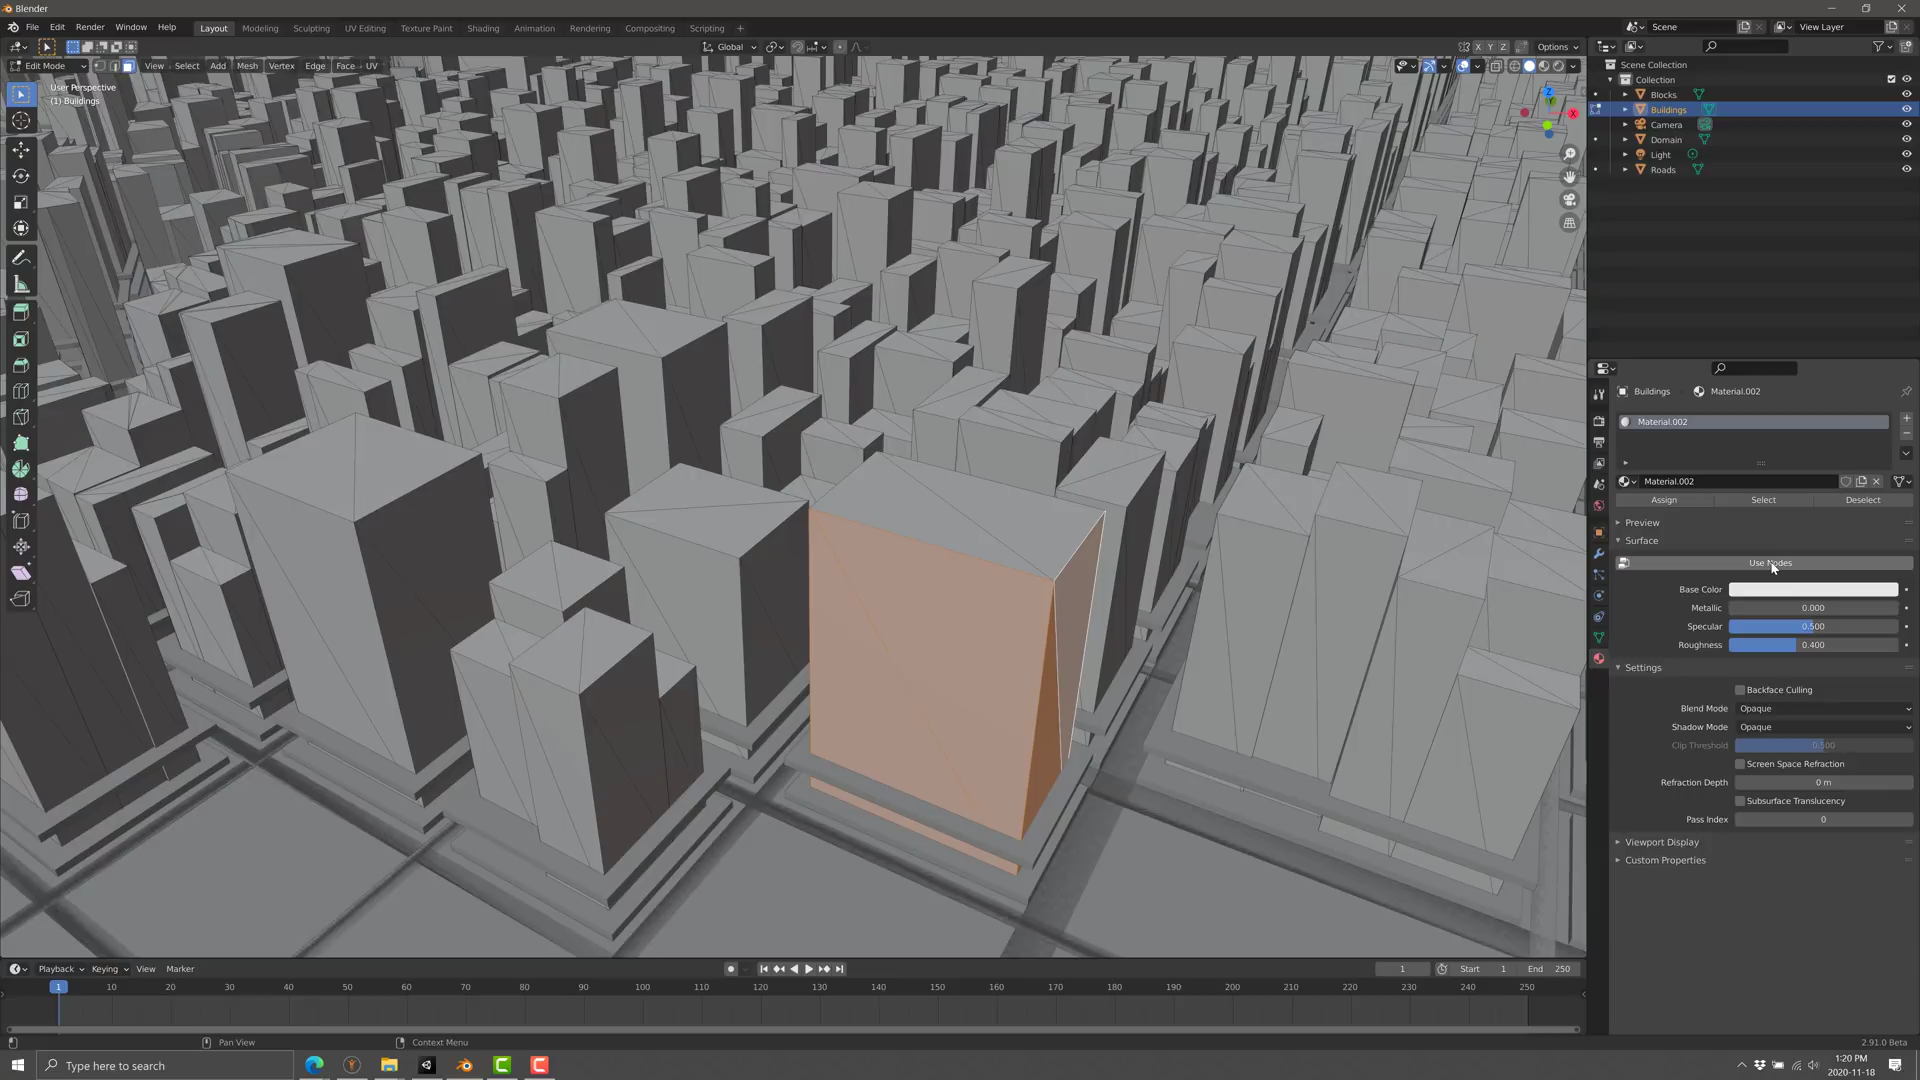 Blender
File Edit Render Window Help
Layout Modeling Sculpting UV Editing Texture Paint Shading Animation Rendering Compositing Scripting +
Scene
View Layer
Global
X Y Z
Options
Edit Mode
View Select Add Mesh Vertex Edge Face UV
User Perspective
(1) Buildings
Z
X
Scene Collection
Collection
Blocks
Buildings
Camera
Domain
Light
Roads
Buildings
Material.002
Material.002
Material.002
Assign Select Deselect
Preview
Surface
Use Nodes
Base Color
Metallic 0.000
Specular 0.500
Roughness 0.400
Settings
Backface Culling
Blend Mode Opaque
Shadow Mode Opaque
Clip Threshold 0.500
Screen Space Refraction
Refraction Depth 0 m
Subsurface Translucency
Pass Index 0
Viewport Display
Custom Properties
Playback Keying View Marker
1 Start 1 End 250
1 10 20 30 40 50 60 70 80 90 100 110 120 130 140 150 160 170 180 190 200 210 220 230 240 250
Pan View
Context Menu
2.91.0 Beta
Type here to search
1:20 PM
2020-11-18